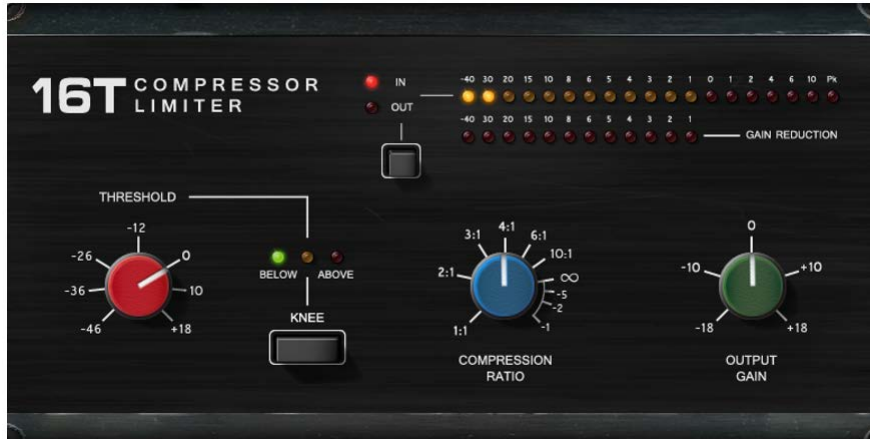 16T COMPRESSOR
LIMITER
IN
OUT
-40 30 20 15 10 8 6 5 4 3 2 1 0 1 2 4 6 10 Pk
-40 30 20 15 10 8 6 5 4 3 2 1
GAIN REDUCTION
THRESHOLD
-12
-26
0
-36
10
-46
+18
BELOW
ABOVE
KNEE
4:1
3:1
6:1
10:1
2:1
∞
-5
-2
1:1
-1
COMPRESSION
RATIO
0
-10
+10
-18
+18
OUTPUT
GAIN